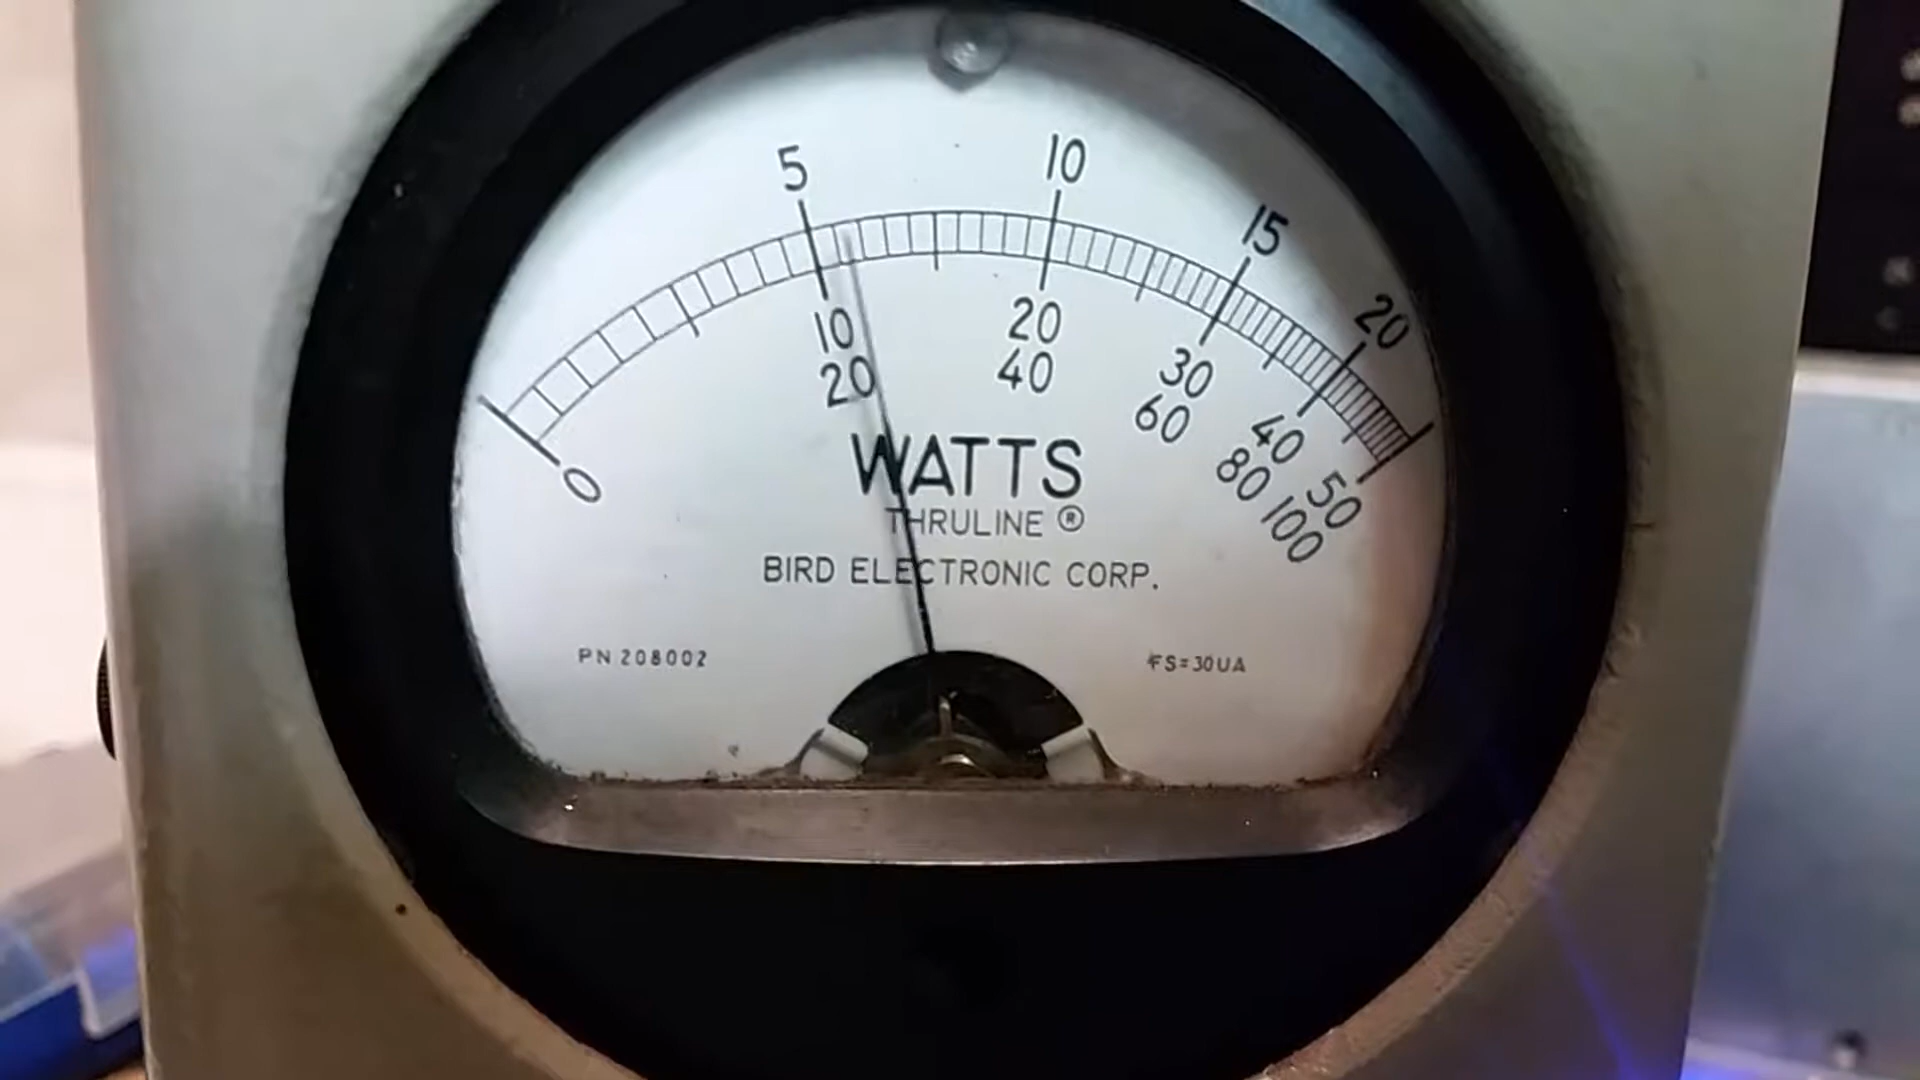 5 10 15 20
10 20 30 40 50
0 20 40 60 80 100
WATTS
THRULINE ®
BIRD ELECTRONIC CORP.
PN 208002 FS=30UA